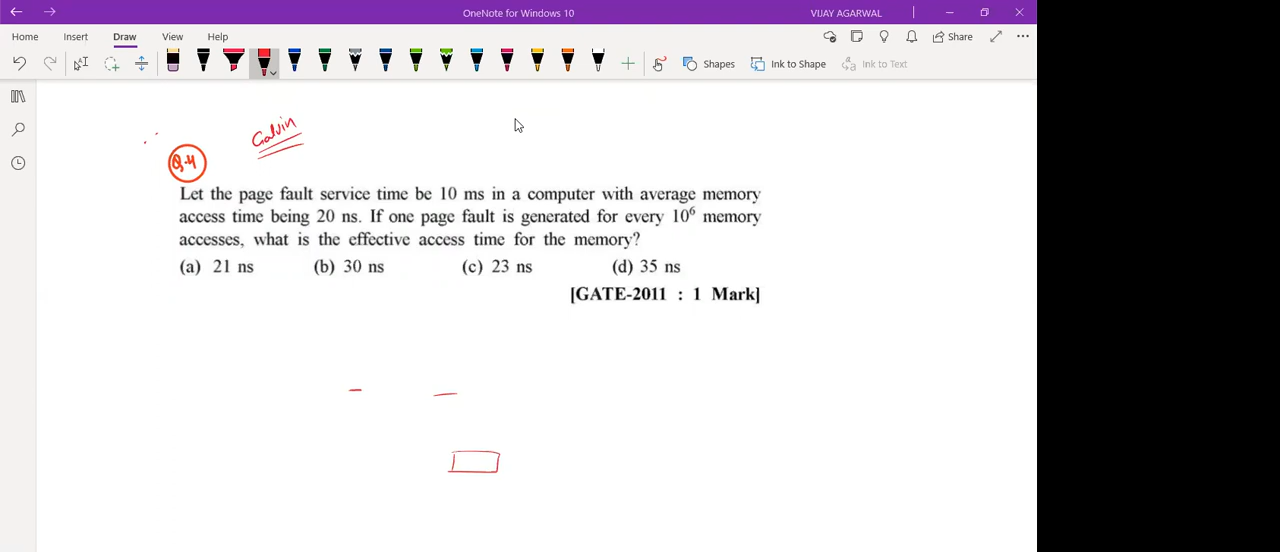 OneNote for Windows 10
VIJAY AGARWAL
Home Insert Draw View Help
Share
Shapes Ink to Shape Ink to Text
Galvin
Q.4
Let the page fault service time be 10 ms in a computer with average memory
access time being 20 ns. If one page fault is generated for every 10⁶ memory
accesses, what is the effective access time for the memory?
(a) 21 ns (b) 30 ns (c) 23 ns (d) 35 ns
[GATE-2011 : 1 Mark]